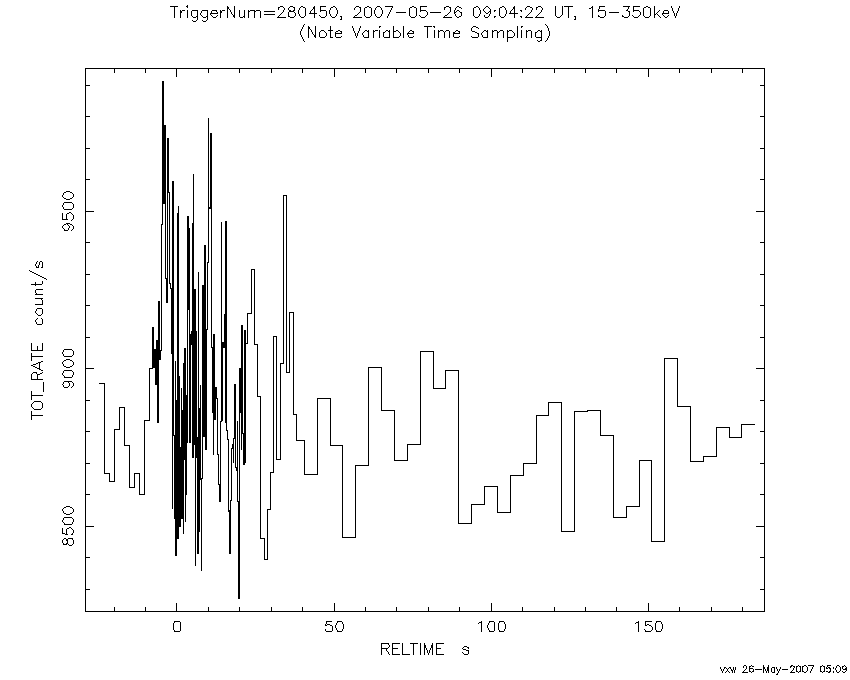 TriggerNum=280450, 2007-05-26 09:04:22 UT, 15-350keV
(Note Variable Time Sampling)
TOT_RATE count/s
9500
9000
8500
0 50 100 150
RELTIME s
vxw 26-May-2007 05:09